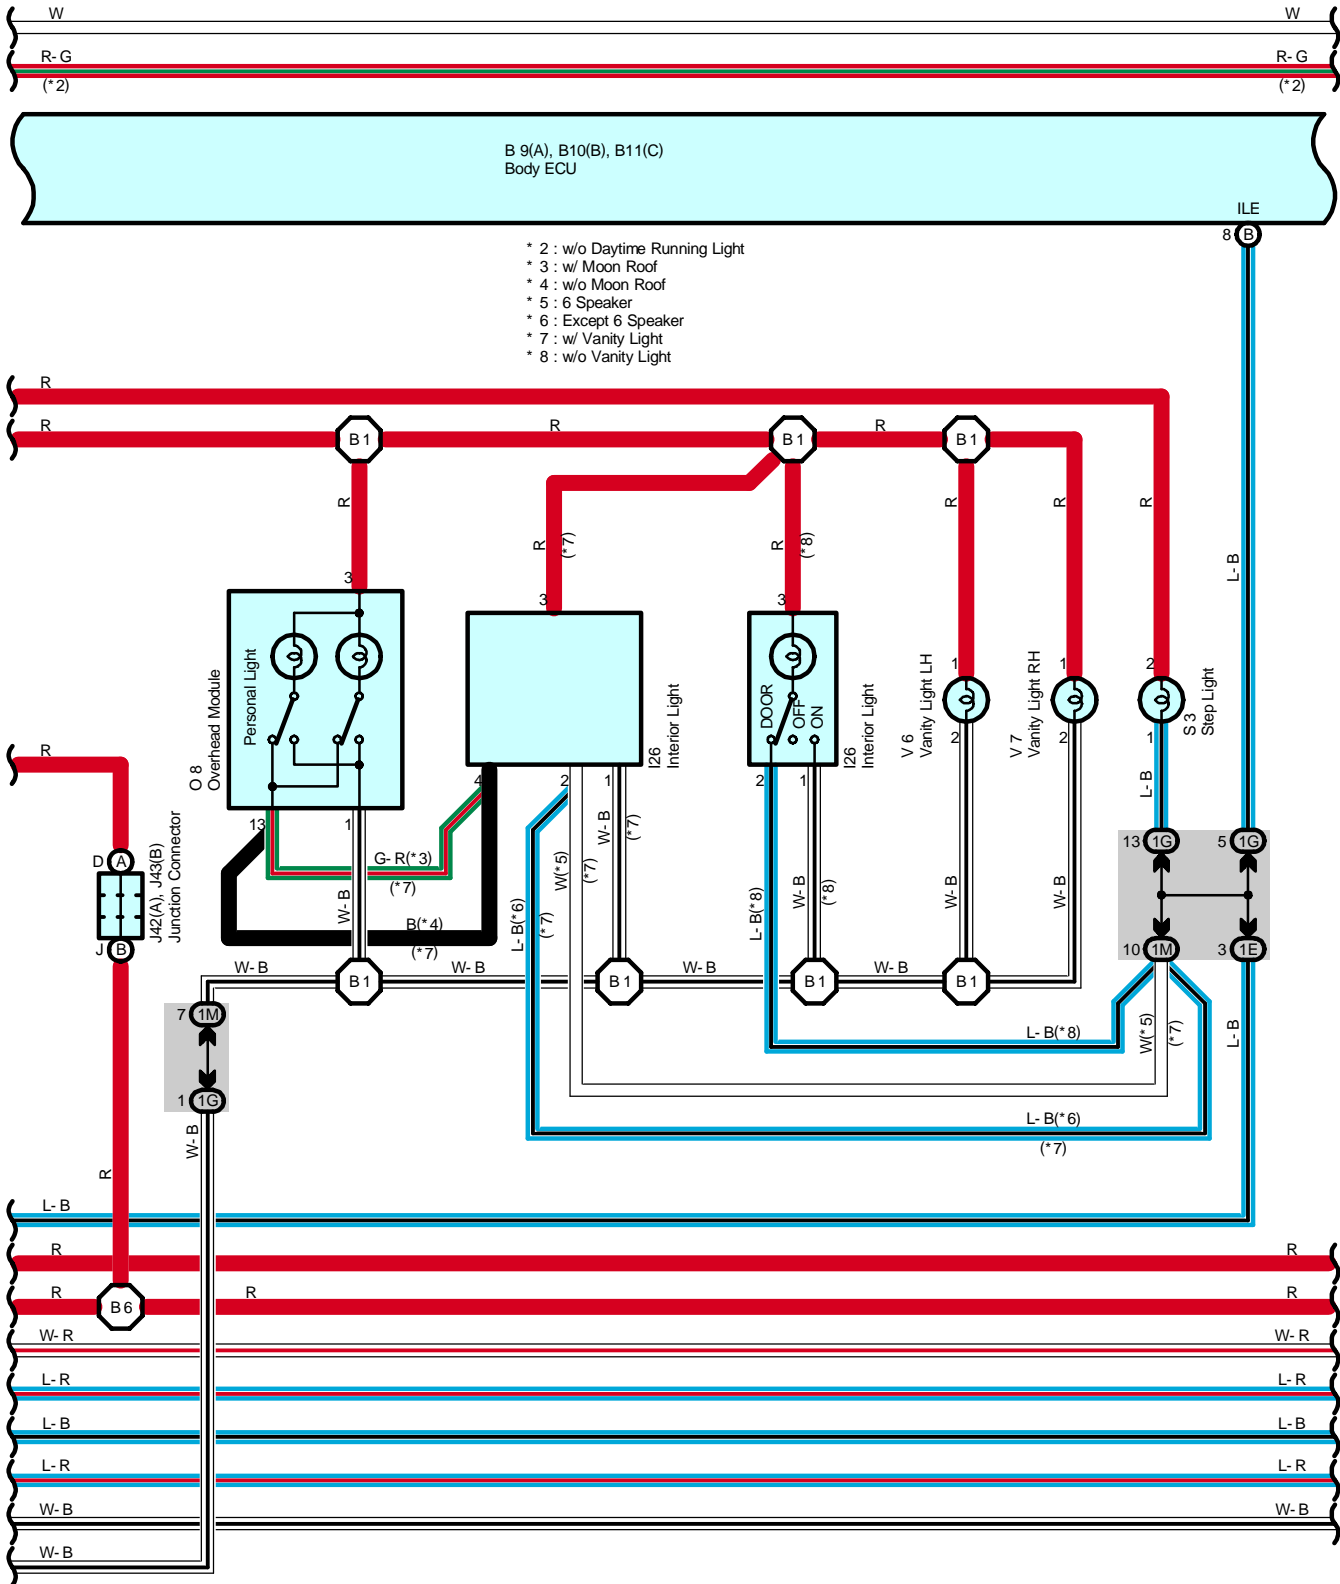 W W
R-G R-G
(*2) (*2)
B 9(A), B10(B), B11(C)
Body ECU
ILE
8 B
* 2 : w/o Daytime Running Light
* 3 : w/ Moon Roof
* 4 : w/o Moon Roof
* 5 : 6 Speaker
* 6 : Except 6 Speaker
* 7 : w/ Vanity Light
* 8 : w/o Vanity Light
R
R R R
B 1 B 1 B 1
R
R (*7)
R (*8)
R
R
R
L-B
3
3
3
O 8
Overhead Module
Personal Light
I26
Interior Light
DOOR
OFF
ON
I26
Interior Light
V 6
Vanity Light LH
V 7
Vanity Light RH
S 3
Step Light
1 1 2
2 2 1
R
13 1
4 2 1
2 1
L-B
G-R(*3)
(*7)
W-B
B(*4)
(*7)
L-B(*6)
(*7)
W(*5)
(*7)
W-B
(*7)
L-B(*8)
W-B
(*8)
W-B
W-B
13 1G 5 1G
10 1M 3 1E
D A
J42(A), J43(B)
Junction Connector
J B
W-B W-B W-B W-B
B 1 B 1 B 1 B 1
7 1M
1 1G
W-B
L-B(*8)
W(*5)
(*7)
L-B
L-B(*6)
(*7)
R
L-B
R R
R R R
B 6
W-R W-R
L-R L-R
L-B L-B
L-R L-R
W-B W-B
W-B